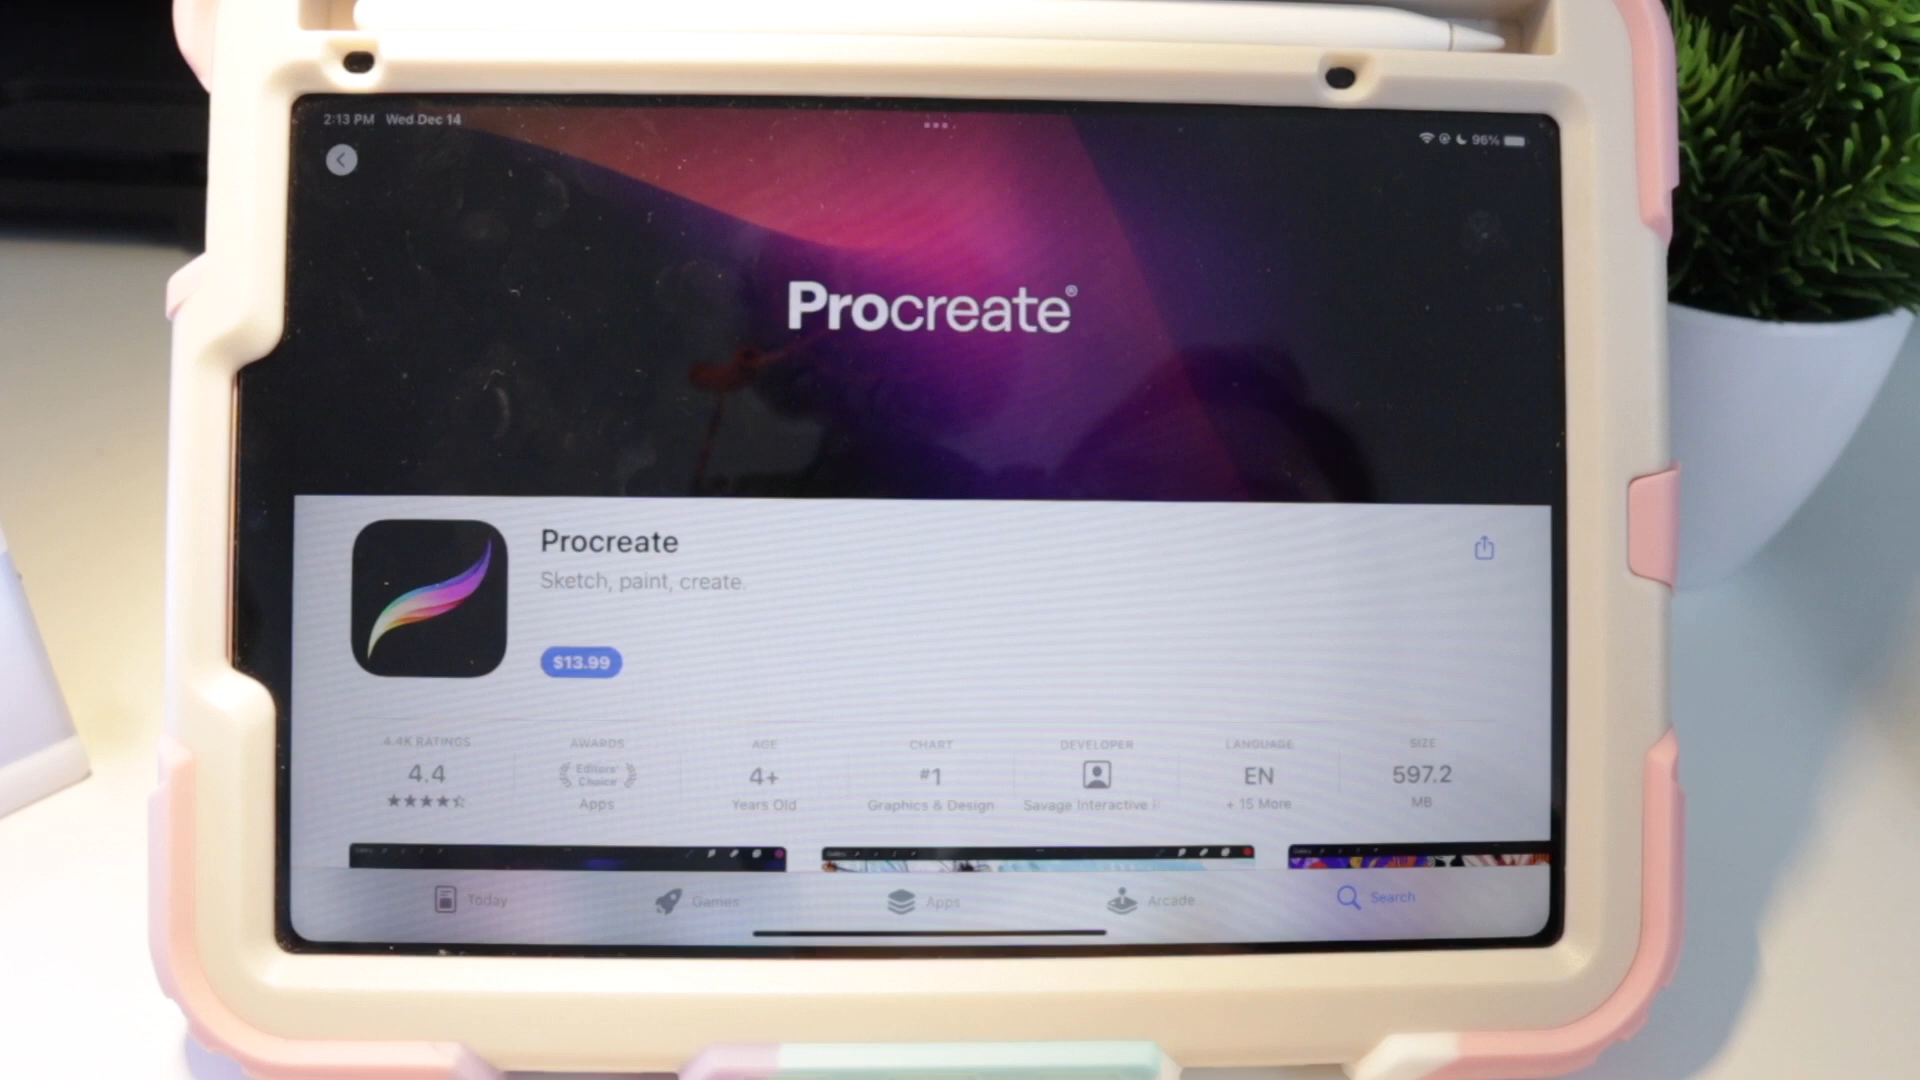 2:13 PM Wed Dec 14
96%
Procreate®
Procreate
Sketch, paint, create.
$13.99
4.4K RATINGS
4.4
AWARDS
Editors'
Choice
Apps
AGE
4+
Years Old
CHART
#1
Graphics & Design
DEVELOPER
Savage Interactive P
LANGUAGE
EN
+ 15 More
SIZE
597.2
MB
Today
Games
Apps
Arcade
Search